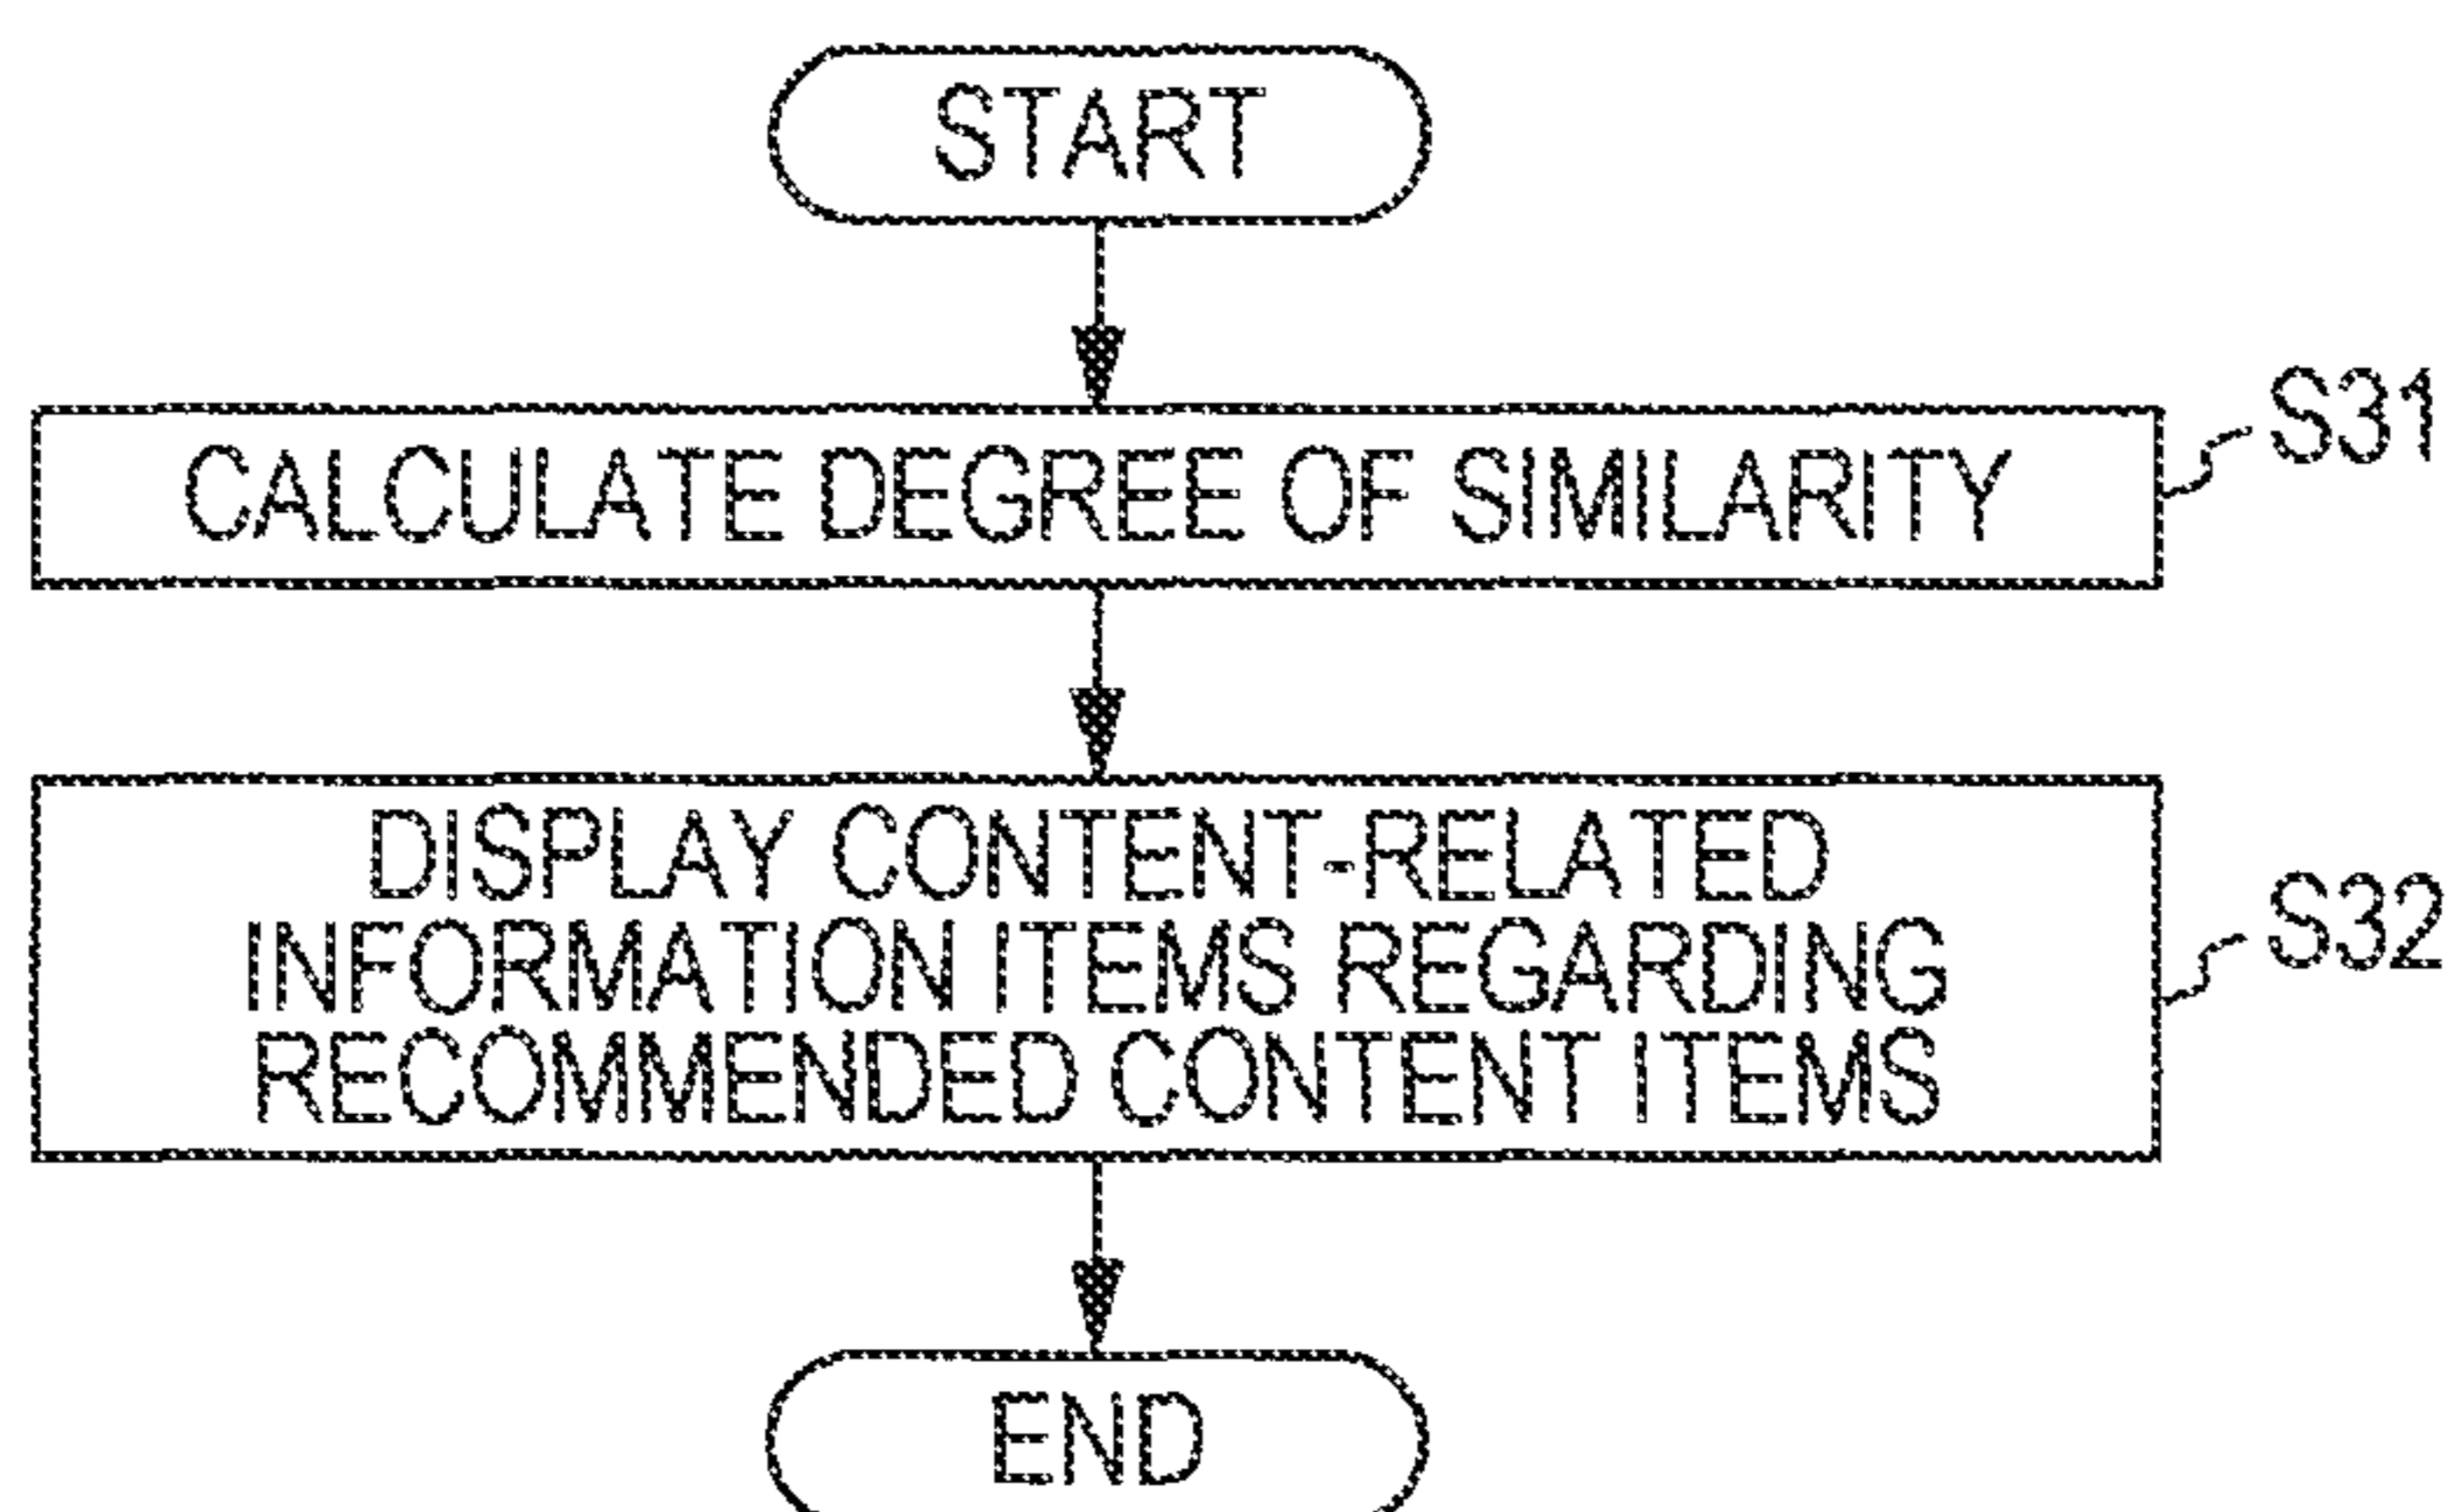 START
CALCULATE DEGREE OF SIMILARITY
S31
DISPLAY CONTENT-RELATED
INFORMATION ITEMS REGARDING
RECOMMENDED CONTENT ITEMS
S32
END